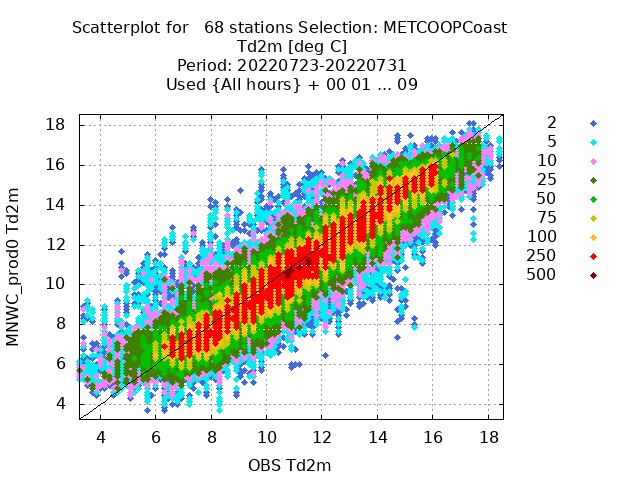 Scatterplot for   68 stations Selection: METCOOPCoast
Td2m [deg C]
Period: 20220723-20220731
Used {All hours} + 00 01 ... 09
MNWC_prod0 Td2m
18
16
14
12
10
8
6
4
4 6 8 10 12 14 16 18
OBS Td2m
2
5
10
25
50
75
100
250
500